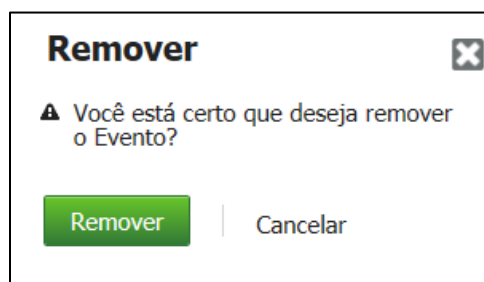 Remover
Você está certo que deseja remover
o Evento?
Remover
Cancelar